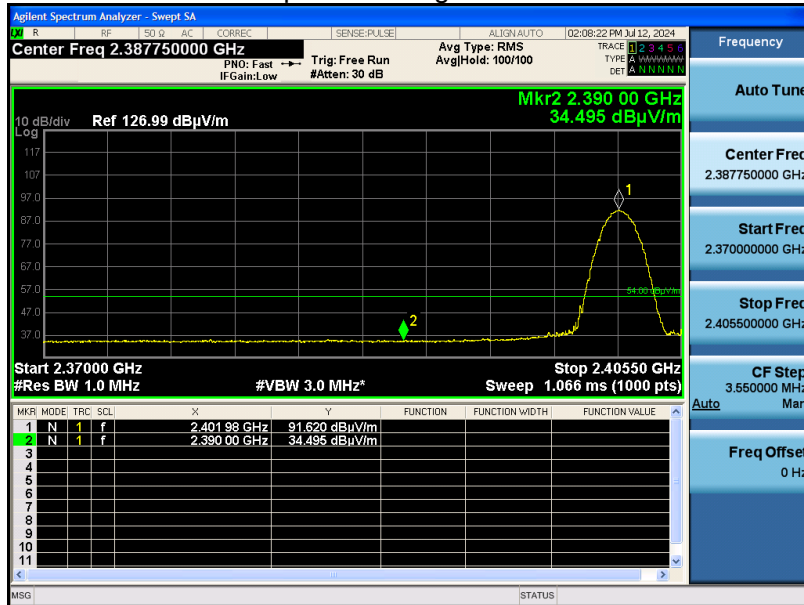 Agilent Spectrum Analyzer - Swept SA
LXI R RF 50 Ω AC CORREC SENSE:PULSE ALIGN AUTO 02:08:22 PM Jul 12, 2024
Center Freq 2.387750000 GHz
PNO: Fast
IFGain:Low
Trig: Free Run
#Atten: 30 dB
Avg Type: RMS
Avg|Hold: 100/100
TRACE 1 2 3 4 5 6
TYPE A
DET A N N N N N
Mkr2 2.390 00 GHz
34.495 dBµV/m
10 dB/div
Log
Ref 126.99 dBµV/m
117
107
97.0
87.0
77.0
67.0
57.0
47.0
37.0
1
2
54.00 dBµV/m
Start 2.37000 GHz
Stop 2.40550 GHz
#Res BW 1.0 MHz
#VBW 3.0 MHz*
Sweep 1.066 ms (1000 pts)
MKR MODE TRC SCL X Y FUNCTION FUNCTION WIDTH FUNCTION VALUE
1 N 1 f 2.401 98 GHz 91.620 dBµV/m
2 N 1 f 2.390 00 GHz 34.495 dBµV/m
3
4
5
6
7
8
9
10
11
MSG
STATUS
Frequency
Auto Tune
Center Freq
2.387750000 GHz
Start Freq
2.370000000 GHz
Stop Freq
2.405500000 GHz
CF Step
3.550000 MHz
Auto Man
Freq Offset
0 Hz